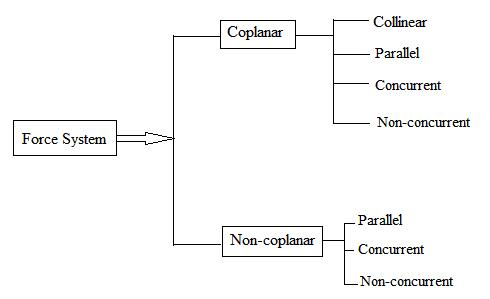 Force System
Coplanar
Collinear
Parallel
Concurrent
Non-concurrent
Non-coplanar
Parallel
Concurrent
Non-concurrent